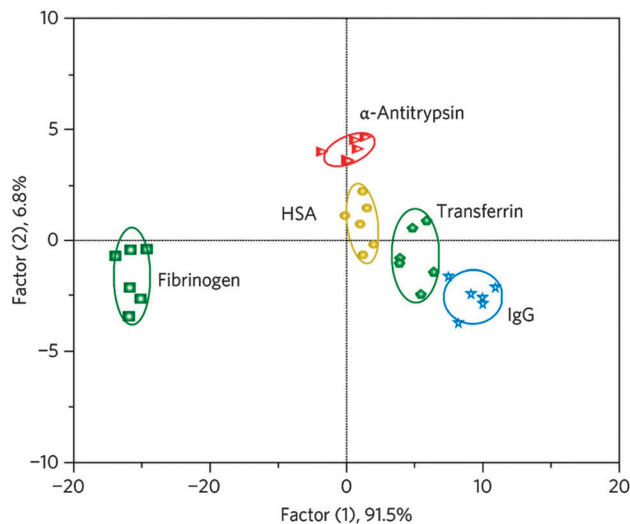 10
α-Antitrypsin
5
HSA
Transferrin
0
Fibrinogen
IgG
−5
−10
−20
−20
0
10
20
Factor (1), 91.5%
Factor (2), 6.8%